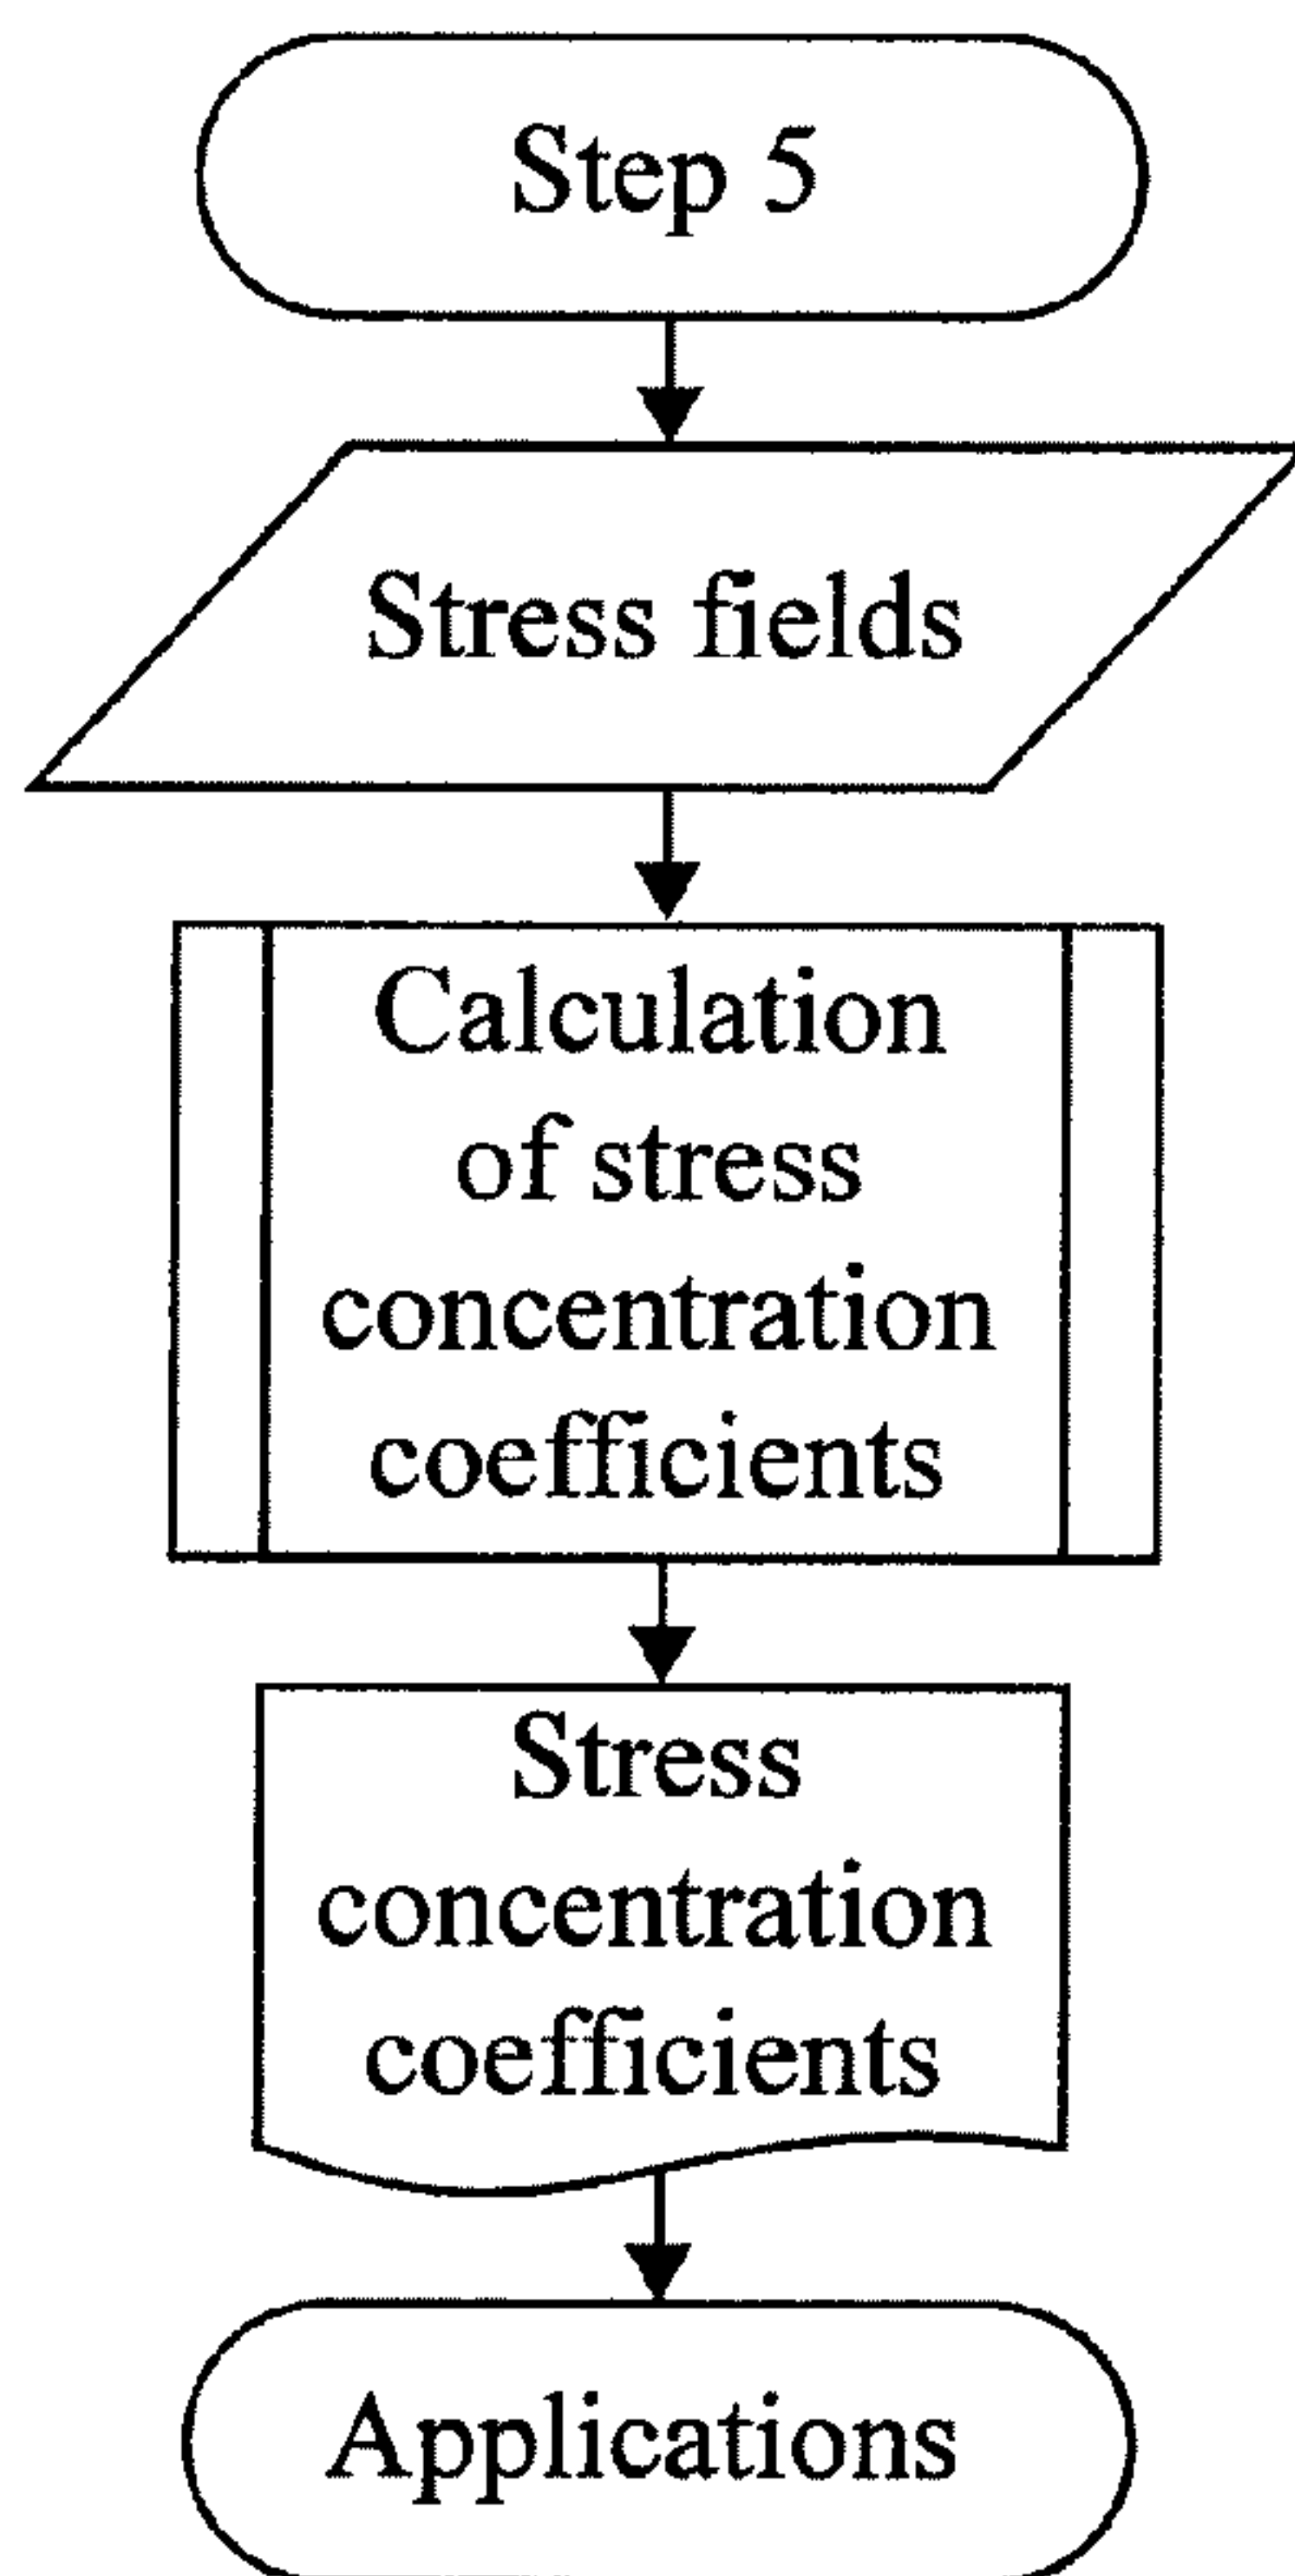 Step 5
Stress fields
Calculation
of stress
concentration
coefficients
Stress
concentration
coefficients
Applications